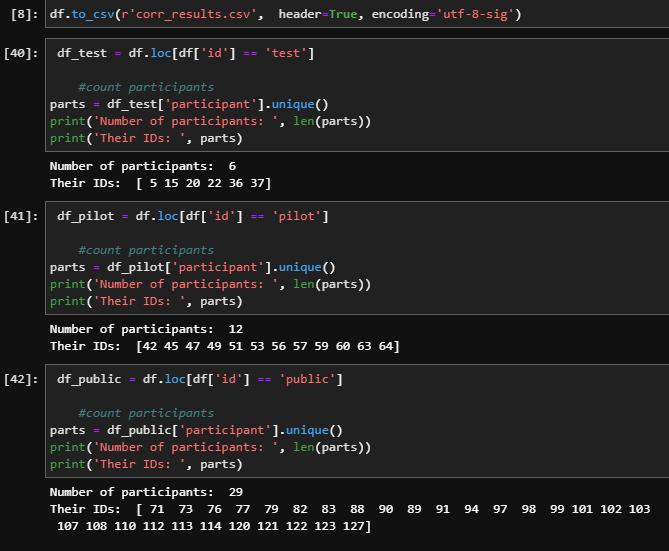 [8]: df.to_csv(r'corr_results.csv',  header=True, encoding='utf-8-sig')
[40]: df_test = df.loc[df['id'] == 'test']
#count participants
parts = df_test['participant'].unique()
print('Number of participants: ', len(parts))
print('Their IDs: ', parts)
Number of participants:  6
Their IDs:  [ 5 15 20 22 36 37]
[41]: df_pilot = df.loc[df['id'] == 'pilot']
#count participants
parts = df_pilot['participant'].unique()
print('Number of participants: ', len(parts))
print('Their IDs: ', parts)
Number of participants:  12
Their IDs:  [42 45 47 49 51 53 56 57 59 60 63 64]
[42]: df_public = df.loc[df['id'] == 'public']
#count participants
parts = df_public['participant'].unique()
print('Number of participants: ', len(parts))
print('Their IDs: ', parts)
Number of participants:  29
Their IDs:  [ 71  73  76  77  79  82  83  88  90  89  91  94  97  98  99 101 102 103
107 108 110 112 113 114 120 121 122 123 127]